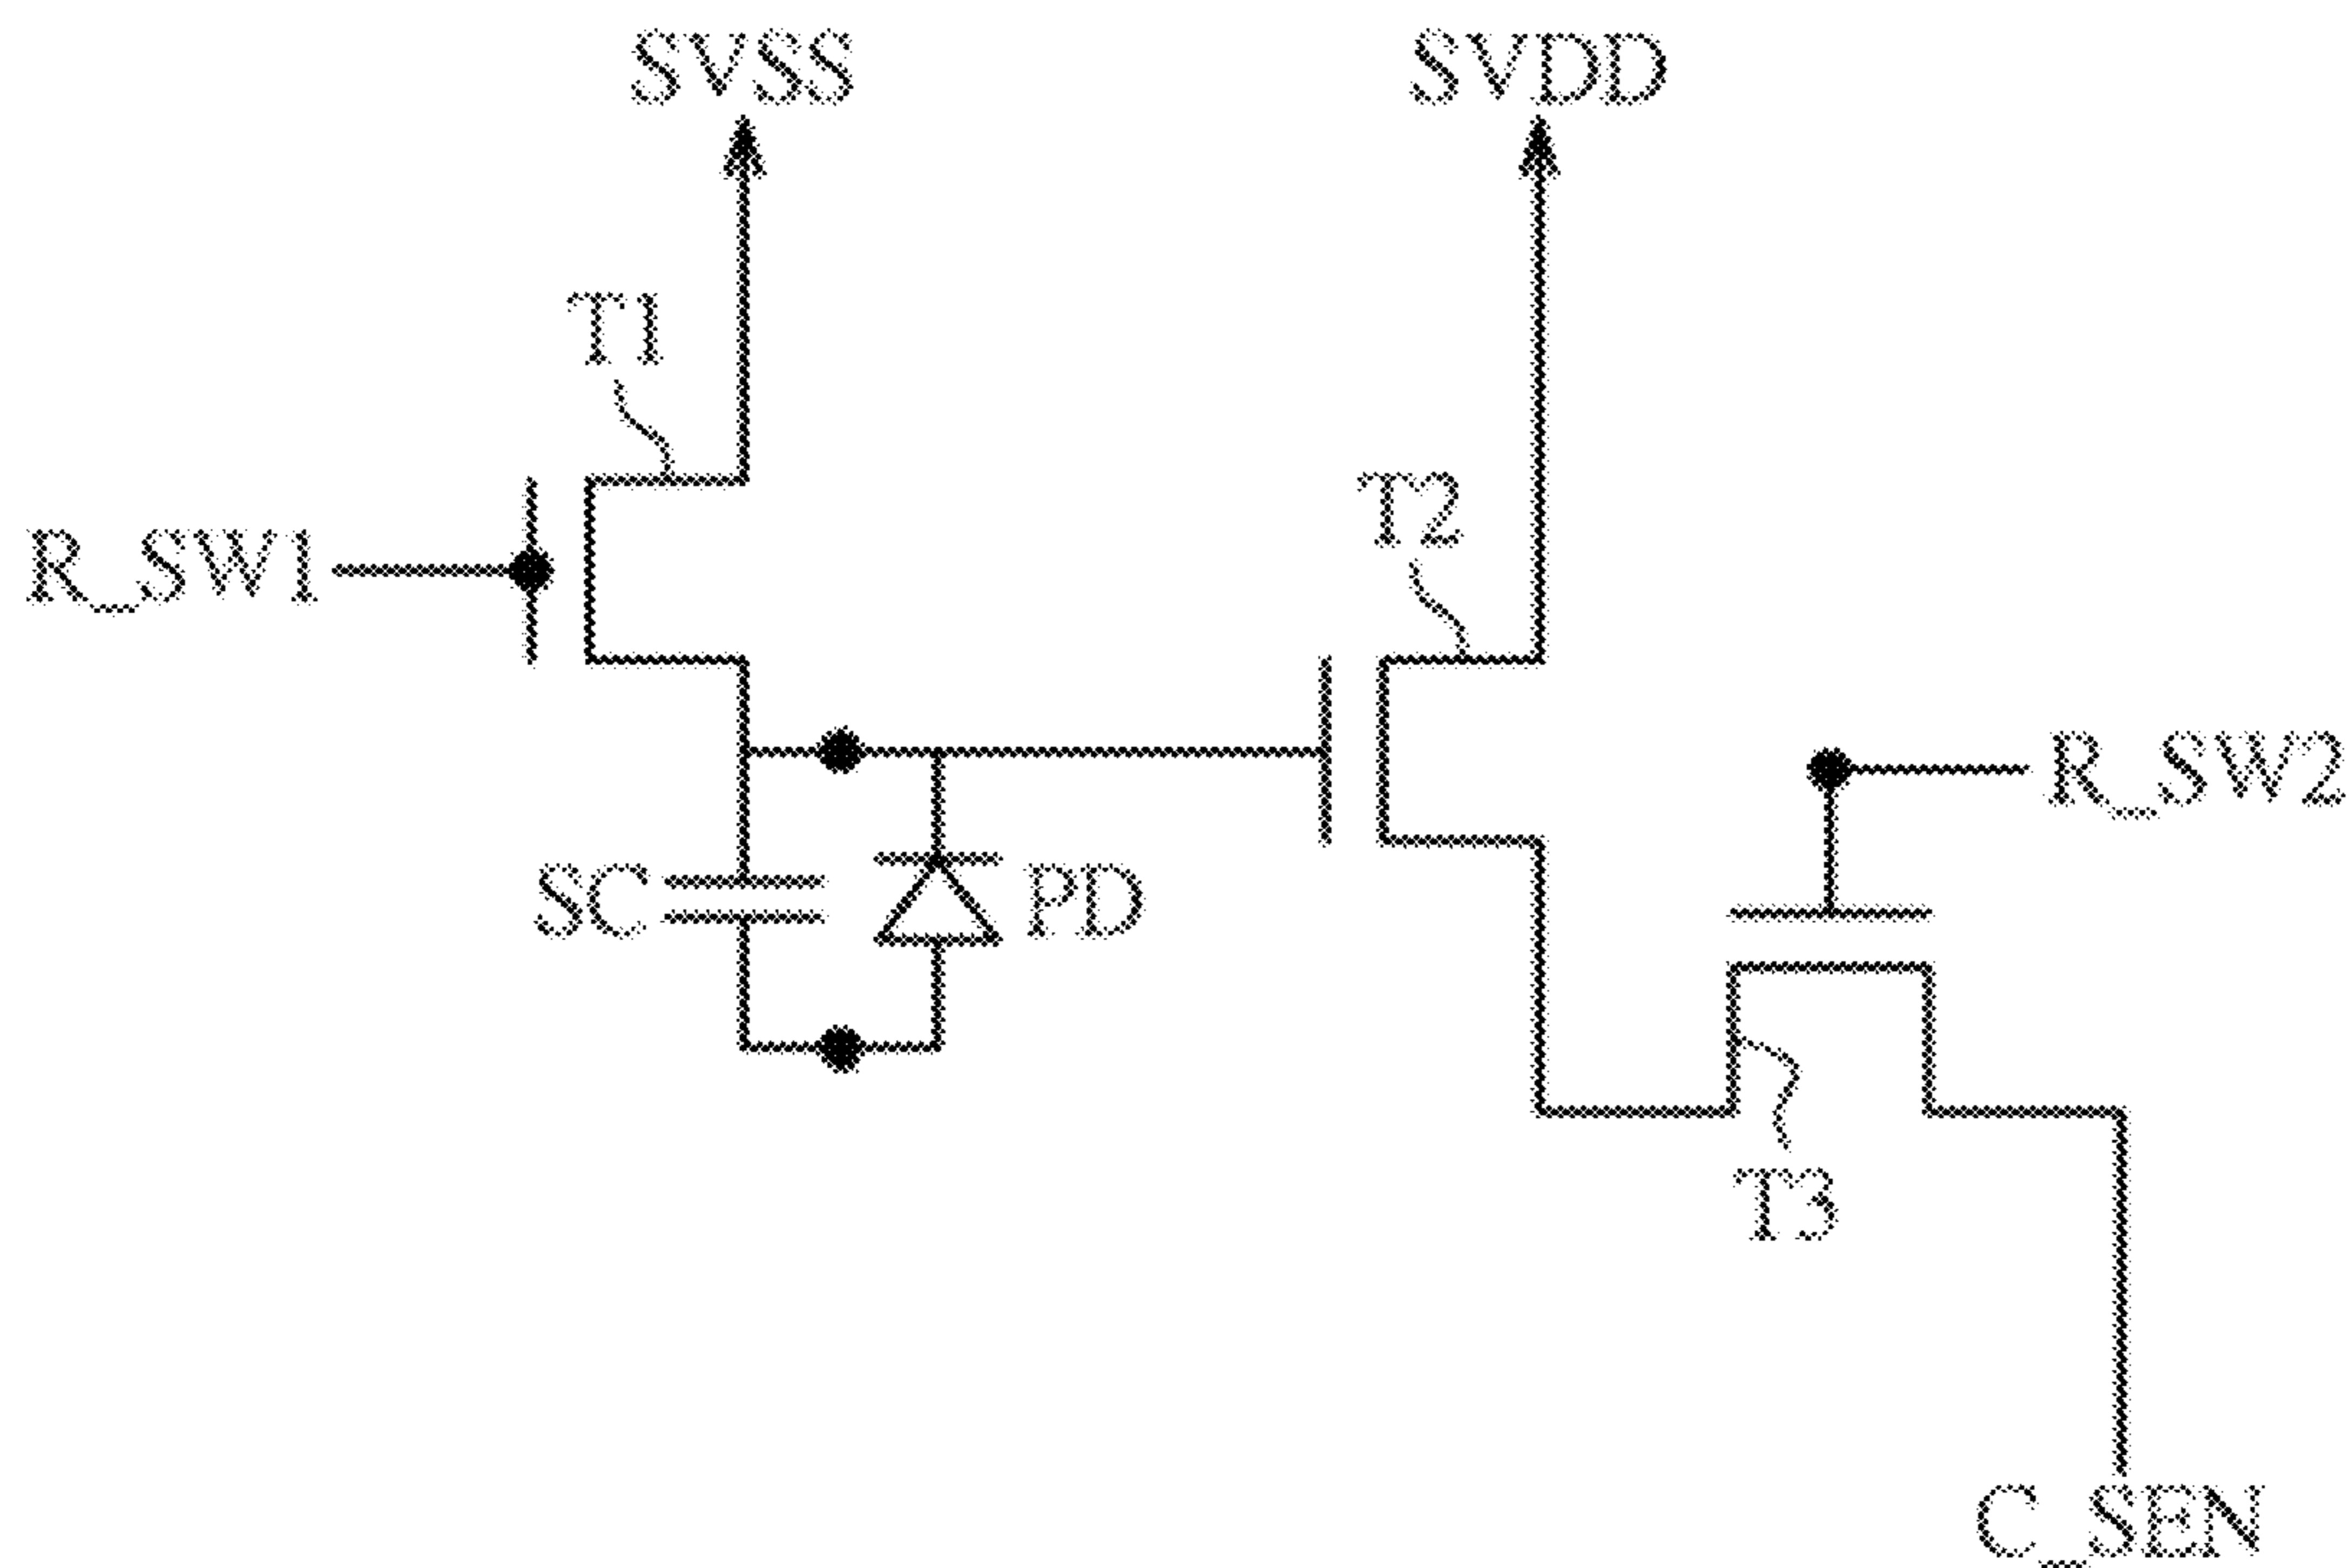 SVSS
SVDD
T1
T2
R_SW1
R_SW2
SC
PD
T3
C_SEN